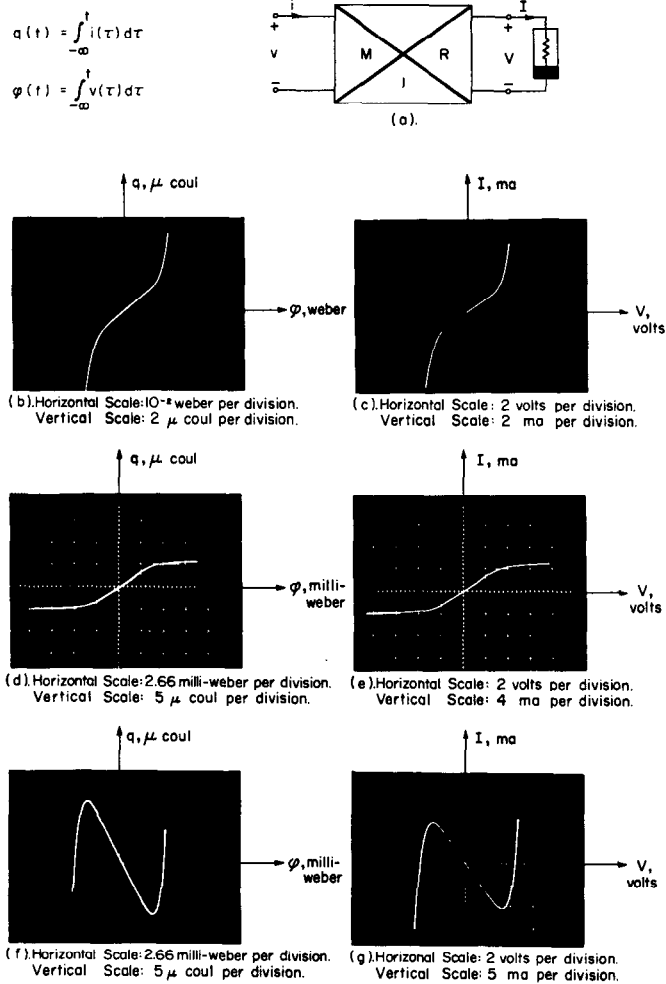 q(t) = ∫_{-∞}^{t} i(τ)dτ
φ(t) = ∫_{-∞}^{t} v(τ)dτ
i
+
v
−
M R
I
I
+
V
−
(a).
q, μ coul
φ, weber
(b).Horizontal Scale:10⁻² weber per division.
Vertical Scale: 2 μ coul per division.
I, ma
V,
volts
(c).Horizontal Scale: 2 volts per division.
Vertical Scale: 2 ma per division.
q, μ coul
φ, milli-
weber
(d).Horizontal Scale:2.66 milli-weber per division.
Vertical Scale: 5 μ coul per division.
I, ma
V,
volts
(e).Horizontal Scale: 2 volts per division.
Vertical Scale: 4 ma per division.
q, μ coul
φ, milli-
weber
(f).Horizontal Scale:2.66 milli-weber per division.
Vertical Scale: 5 μ coul per division.
I, ma
V,
volts
(g).Horizonal Scale: 2 volts per division.
Vertical Scale: 5 ma per division.